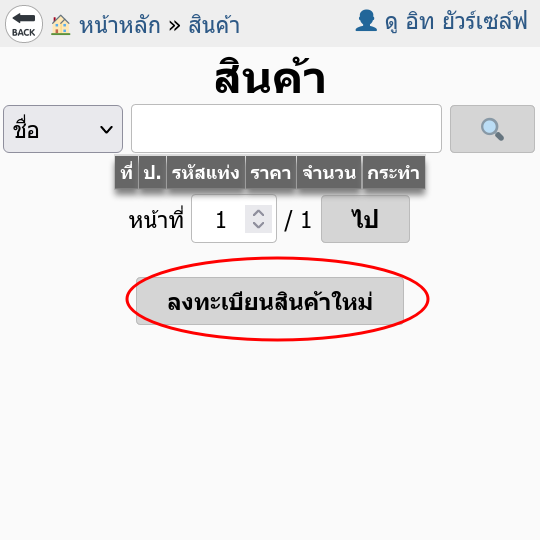 BACK หน้าหลัก » สินค้า ดู อิท ยัวร์เซล์ฟ
สินค้า
ชื่อ
ที่ ป. รหัสแท่ง ราคา จำนวน กระทำ
หน้าที่ 1 / 1 ไป
ลงทะเบียนสินค้าใหม่